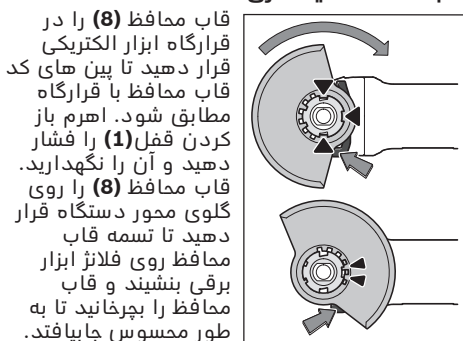 قاب محافظ (8) را در
قرارگاه ابزار الکتریکی
قرار دهید تا پین های کد
قاب محافظ با قرارگاه
مطابق شود. اهرم باز
کردن قفل(1) را فشار
دهید و آن را نگهدارید.
قاب محافظ (8) را روی
گلوی محور دستگاه قرار
دهید تا تسمه قاب
محافظ روی فلانژ ابزار
برقی بنشیند و قاب
محافظ را بچرخانید تا به
طور محسوس جابیافتد.